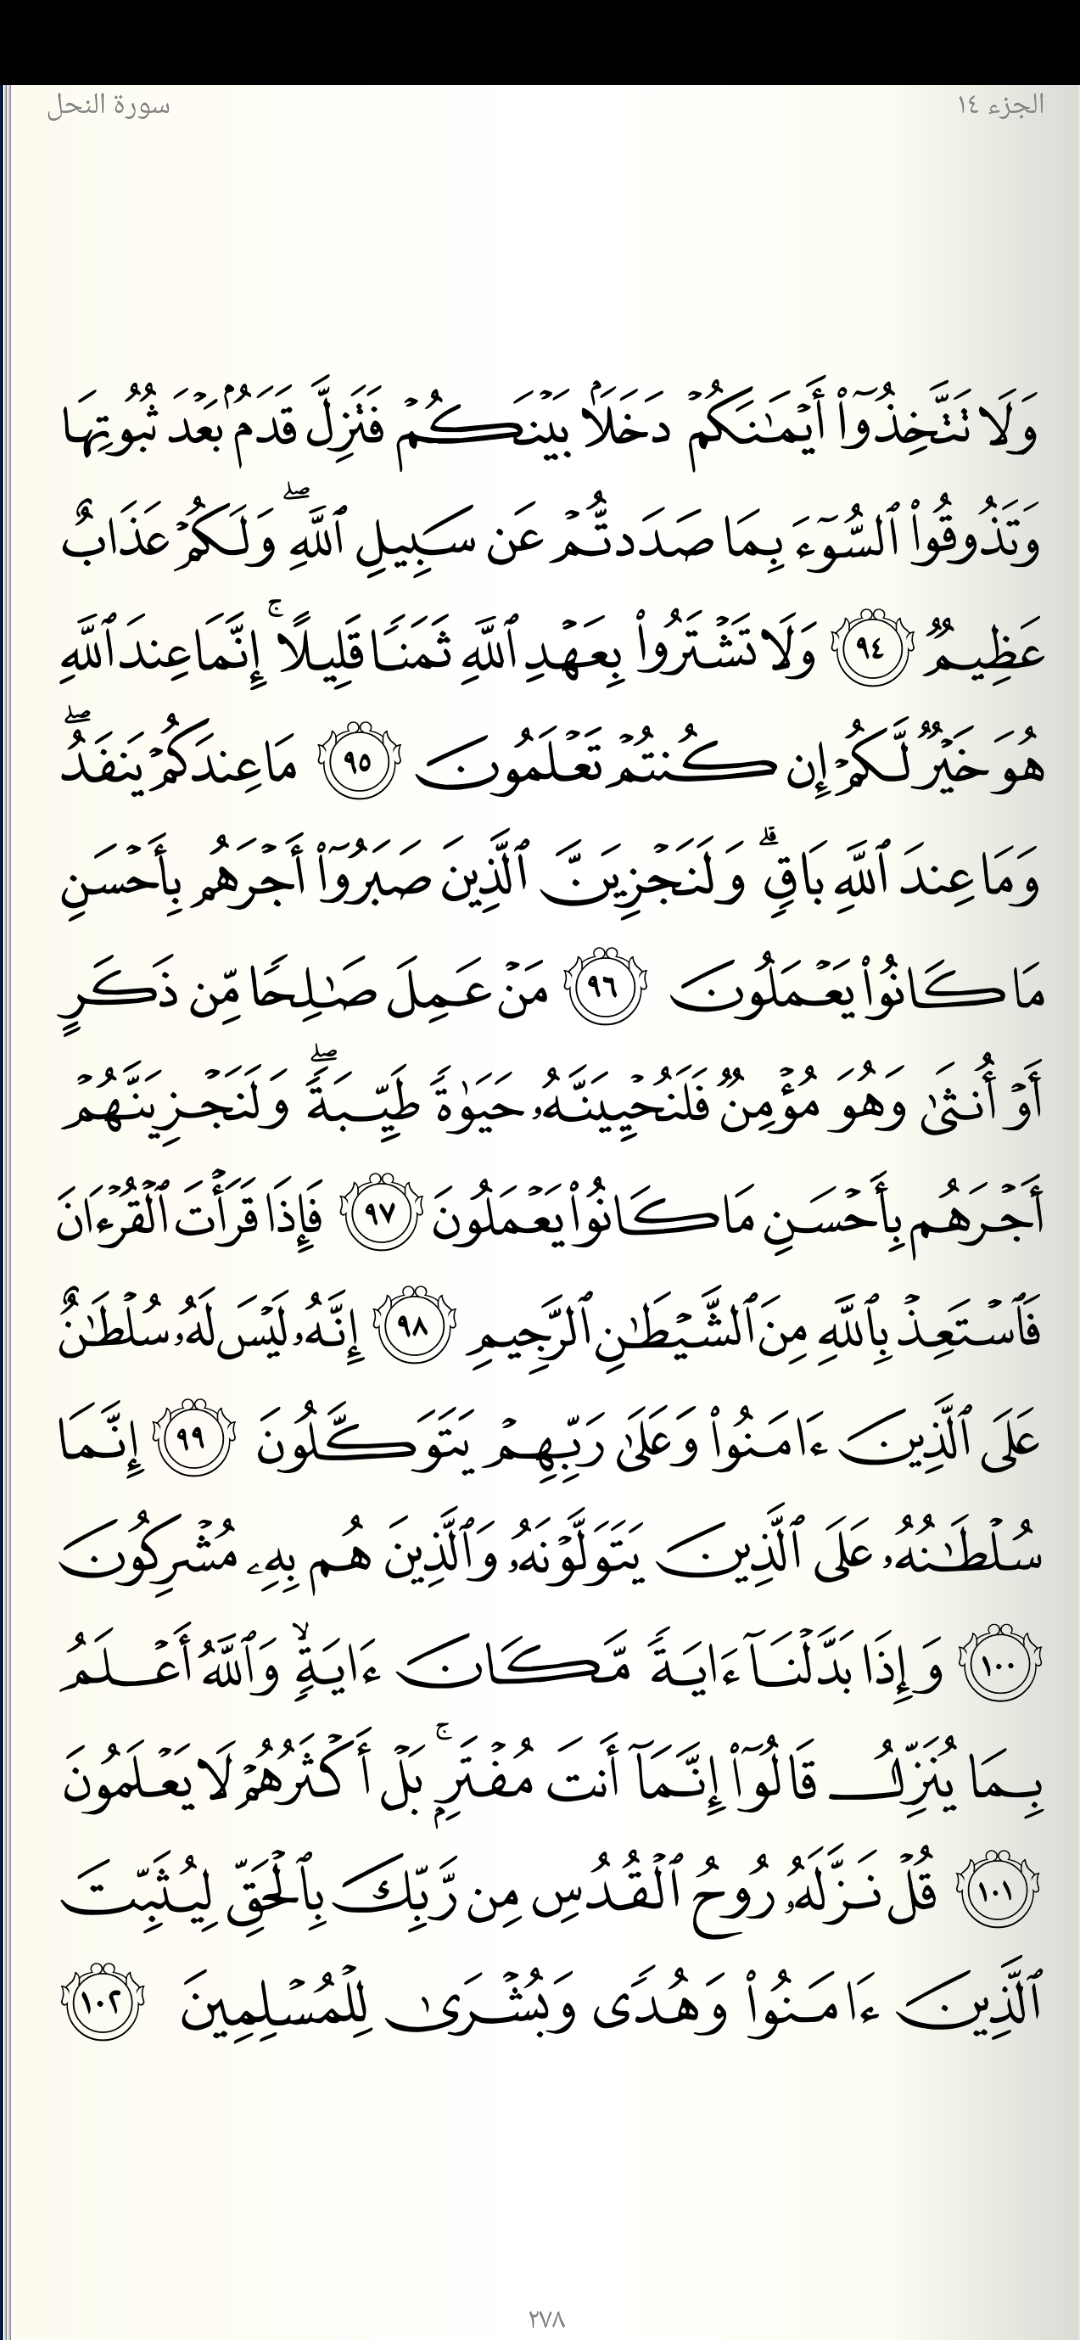 الجزء ١٤
سورة النحل
وَلَا تَتَّخِذُوٓا۟ أَيْمَـٰنَكُمْ دَخَلًۢا بَيْنَكُمْ فَتَزِلَّ قَدَمٌۢ بَعْدَ ثُبُوتِهَا
وَتَذُوقُوا۟ ٱلسُّوٓءَ بِمَا صَدَدتُّمْ عَن سَبِيلِ ٱللَّهِ ۖ وَلَكُمْ عَذَابٌ
عَظِيمٌ ٩٤ وَلَا تَشْتَرُوا۟ بِعَهْدِ ٱللَّهِ ثَمَنًا قَلِيلًا ۚ إِنَّمَا عِندَ ٱللَّهِ
هُوَ خَيْرٌ لَّكُمْ إِن كُنتُمْ تَعْلَمُونَ ٩٥ مَا عِندَكُمْ يَنفَدُ ۖ
وَمَا عِندَ ٱللَّهِ بَاقٍ ۗ وَلَنَجْزِيَنَّ ٱلَّذِينَ صَبَرُوٓا۟ أَجْرَهُم بِأَحْسَنِ
مَا كَانُوا۟ يَعْمَلُونَ ٩٦ مَنْ عَمِلَ صَـٰلِحًا مِّن ذَكَرٍ
أَوْ أُنثَىٰ وَهُوَ مُؤْمِنٌ فَلَنُحْيِيَنَّهُۥ حَيَوٰةً طَيِّبَةً ۖ وَلَنَجْزِيَنَّهُمْ
أَجْرَهُم بِأَحْسَنِ مَا كَانُوا۟ يَعْمَلُونَ ٩٧ فَإِذَا قَرَأْتَ ٱلْقُرْءَانَ
فَٱسْتَعِذْ بِٱللَّهِ مِنَ ٱلشَّيْطَـٰنِ ٱلرَّجِيمِ ٩٨ إِنَّهُۥ لَيْسَ لَهُۥ سُلْطَـٰنٌ
عَلَى ٱلَّذِينَ ءَامَنُوا۟ وَعَلَىٰ رَبِّهِمْ يَتَوَكَّلُونَ ٩٩ إِنَّمَا
سُلْطَـٰنُهُۥ عَلَى ٱلَّذِينَ يَتَوَلَّوْنَهُۥ وَٱلَّذِينَ هُم بِهِۦ مُشْرِكُونَ
١٠٠ وَإِذَا بَدَّلْنَآ ءَايَةً مَّكَانَ ءَايَةٍ ۙ وَٱللَّهُ أَعْلَمُ
بِمَا يُنَزِّلُ قَالُوٓا۟ إِنَّمَآ أَنتَ مُفْتَرٍۭ ۚ بَلْ أَكْثَرُهُمْ لَا يَعْلَمُونَ
١٠١ قُلْ نَزَّلَهُۥ رُوحُ ٱلْقُدُسِ مِن رَّبِّكَ بِٱلْحَقِّ لِيُثَبِّتَ
ٱلَّذِينَ ءَامَنُوا۟ وَهُدًى وَبُشْرَىٰ لِلْمُسْلِمِينَ ١٠٢
٢٧٨